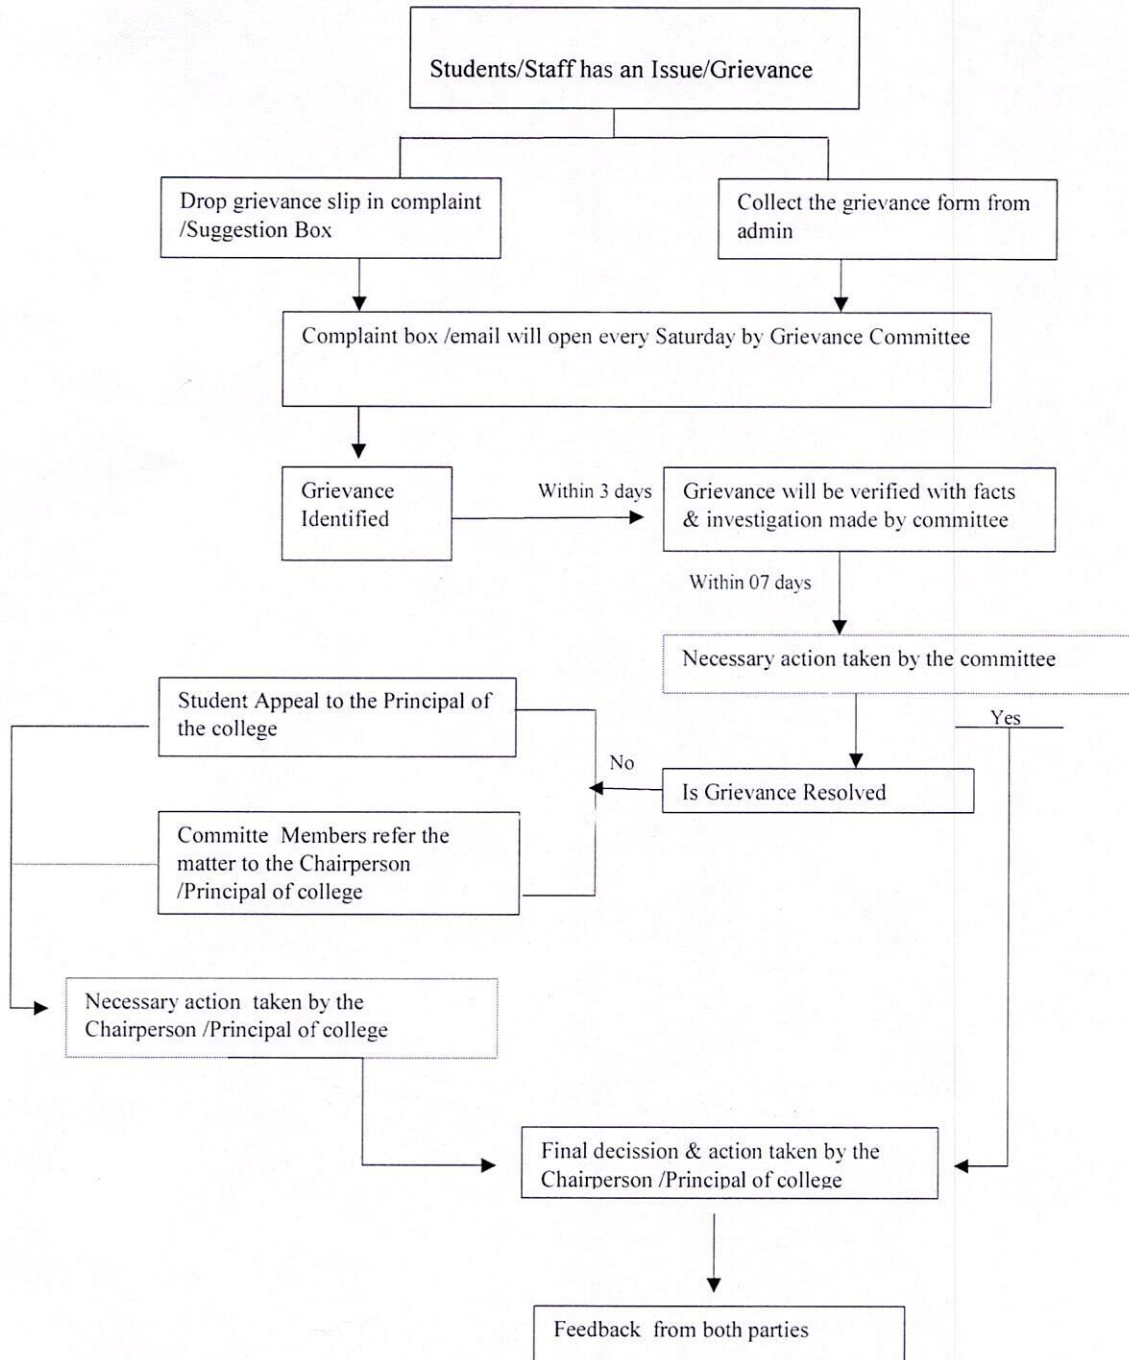 Students/Staff has an Issue/Grievance
Drop grievance slip in complaint
/Suggestion Box
Collect the grievance form from
admin
Complaint box /email will open every Saturday by Grievance Committee
Grievance
Identified
Within 3 days
Grievance will be verified with facts
& investigation made by committee
Within 07 days
Necessary action taken by the committee
Student Appeal to the Principal of
the college
Yes
No
Is Grievance Resolved
Committe Members refer the
matter to the Chairperson
/Principal of college
Necessary action taken by the
Chairperson /Principal of college
Final decission & action taken by the
Chairperson /Principal of college
Feedback from both parties